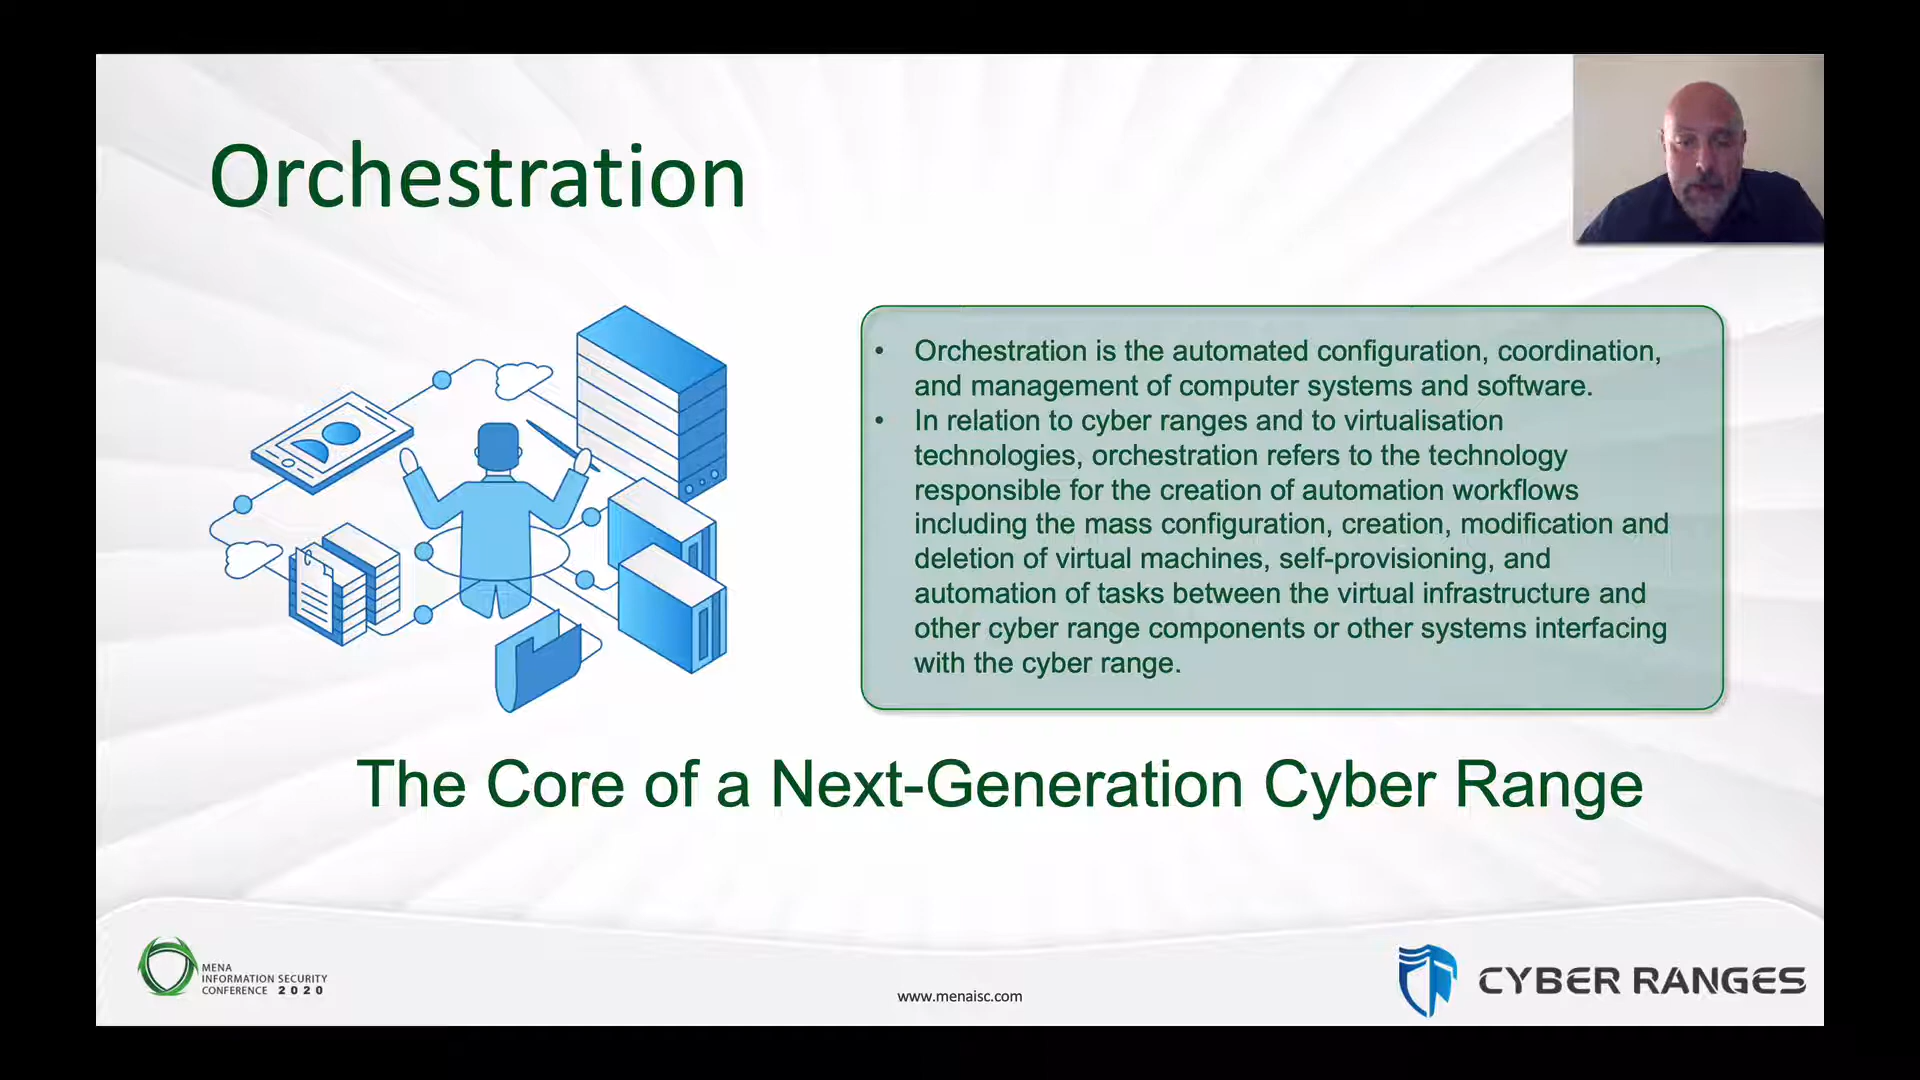 Orchestration
• Orchestration is the automated configuration, coordination,
and management of computer systems and software.
• In relation to cyber ranges and to virtualisation
technologies, orchestration refers to the technology
responsible for the creation of automation workflows
including the mass configuration, creation, modification and
deletion of virtual machines, self-provisioning, and
automation of tasks between the virtual infrastructure and
other cyber range components or other systems interfacing
with the cyber range.
The Core of a Next-Generation Cyber Range
MENA
INFORMATION SECURITY
CONFERENCE 2020
www.menaisc.com
CYBER RANGES